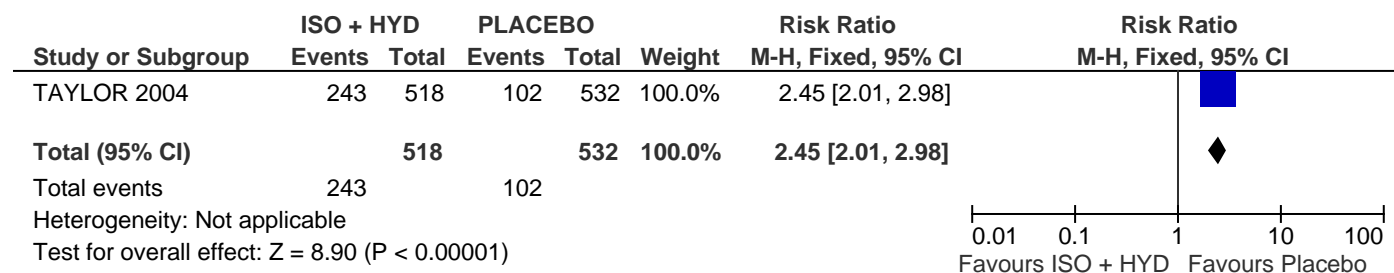 ISO + HYD PLACEBO Risk Ratio Risk Ratio
Study or Subgroup Events Total Events Total Weight M-H, Fixed, 95% CI M-H, Fixed, 95% CI
TAYLOR 2004 243 518 102 532 100.0% 2.45 [2.01, 2.98]
Total (95% CI) 518 532 100.0% 2.45 [2.01, 2.98]
Total events 243 102
Heterogeneity: Not applicable
Test for overall effect: Z = 8.90 (P < 0.00001)
0.01 0.1 1 10 100
Favours ISO + HYD Favours Placebo